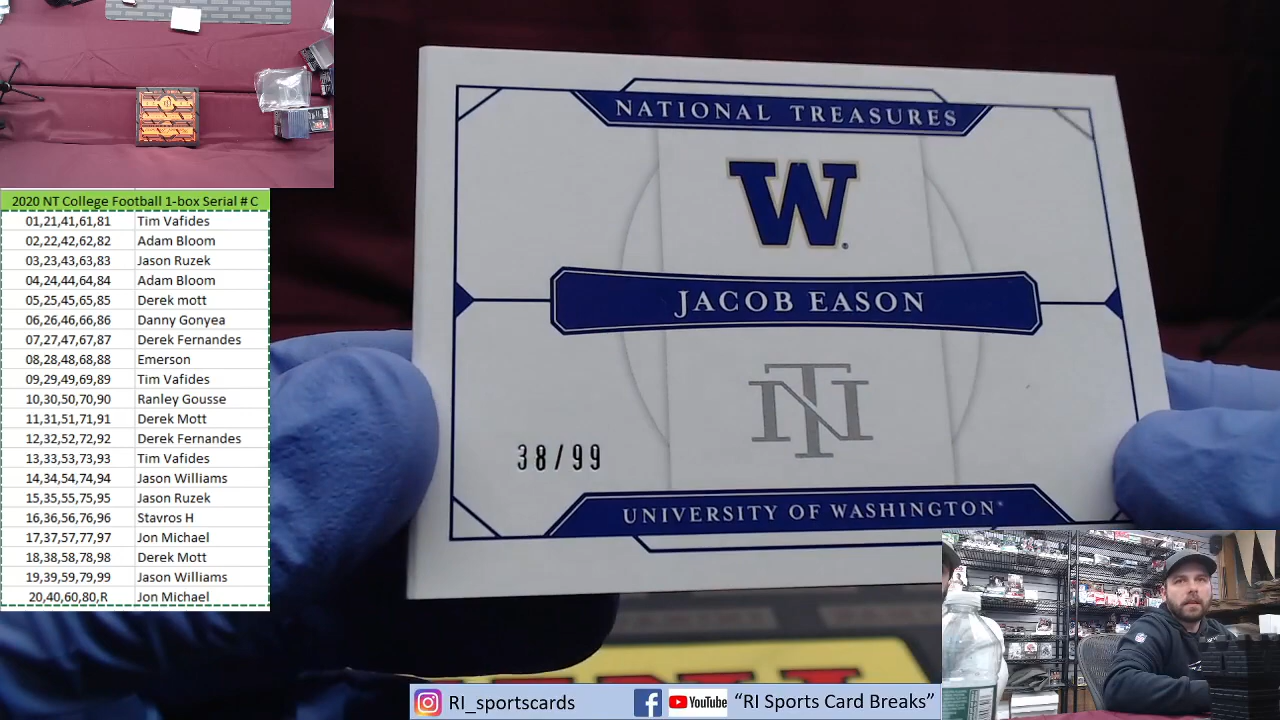 2020 NT College Football 1-box Serial # C
01,21,41,61,81 Tim Vafides
02,22,42,62,82 Adam Bloom
03,23,43,63,83 Jason Ruzek
04,24,44,64,84 Adam Bloom
05,25,45,65,85 Derek mott
06,26,46,66,86 Danny Gonyea
07,27,47,67,87 Derek Fernandes
08,28,48,68,88 Emerson
09,29,49,69,89 Tim Vafides
10,30,50,70,90 Ranley Gousse
11,31,51,71,91 Derek Mott
12,32,52,72,92 Derek Fernandes
13,33,53,73,93 Tim Vafides
14,34,54,74,94 Jason Williams
15,35,55,75,95 Jason Ruzek
16,36,56,76,96 Stavros H
17,37,57,77,97 Jon Michael
18,38,58,78,98 Derek Mott
19,39,59,79,99 Jason Williams
20,40,60,80,R Jon Michael
NATIONAL TREASURES
W
JACOB EASON
NT
38/99
UNIVERSITY OF WASHINGTON
RI_sportscards
YouTube
"RI Sports Card Breaks"